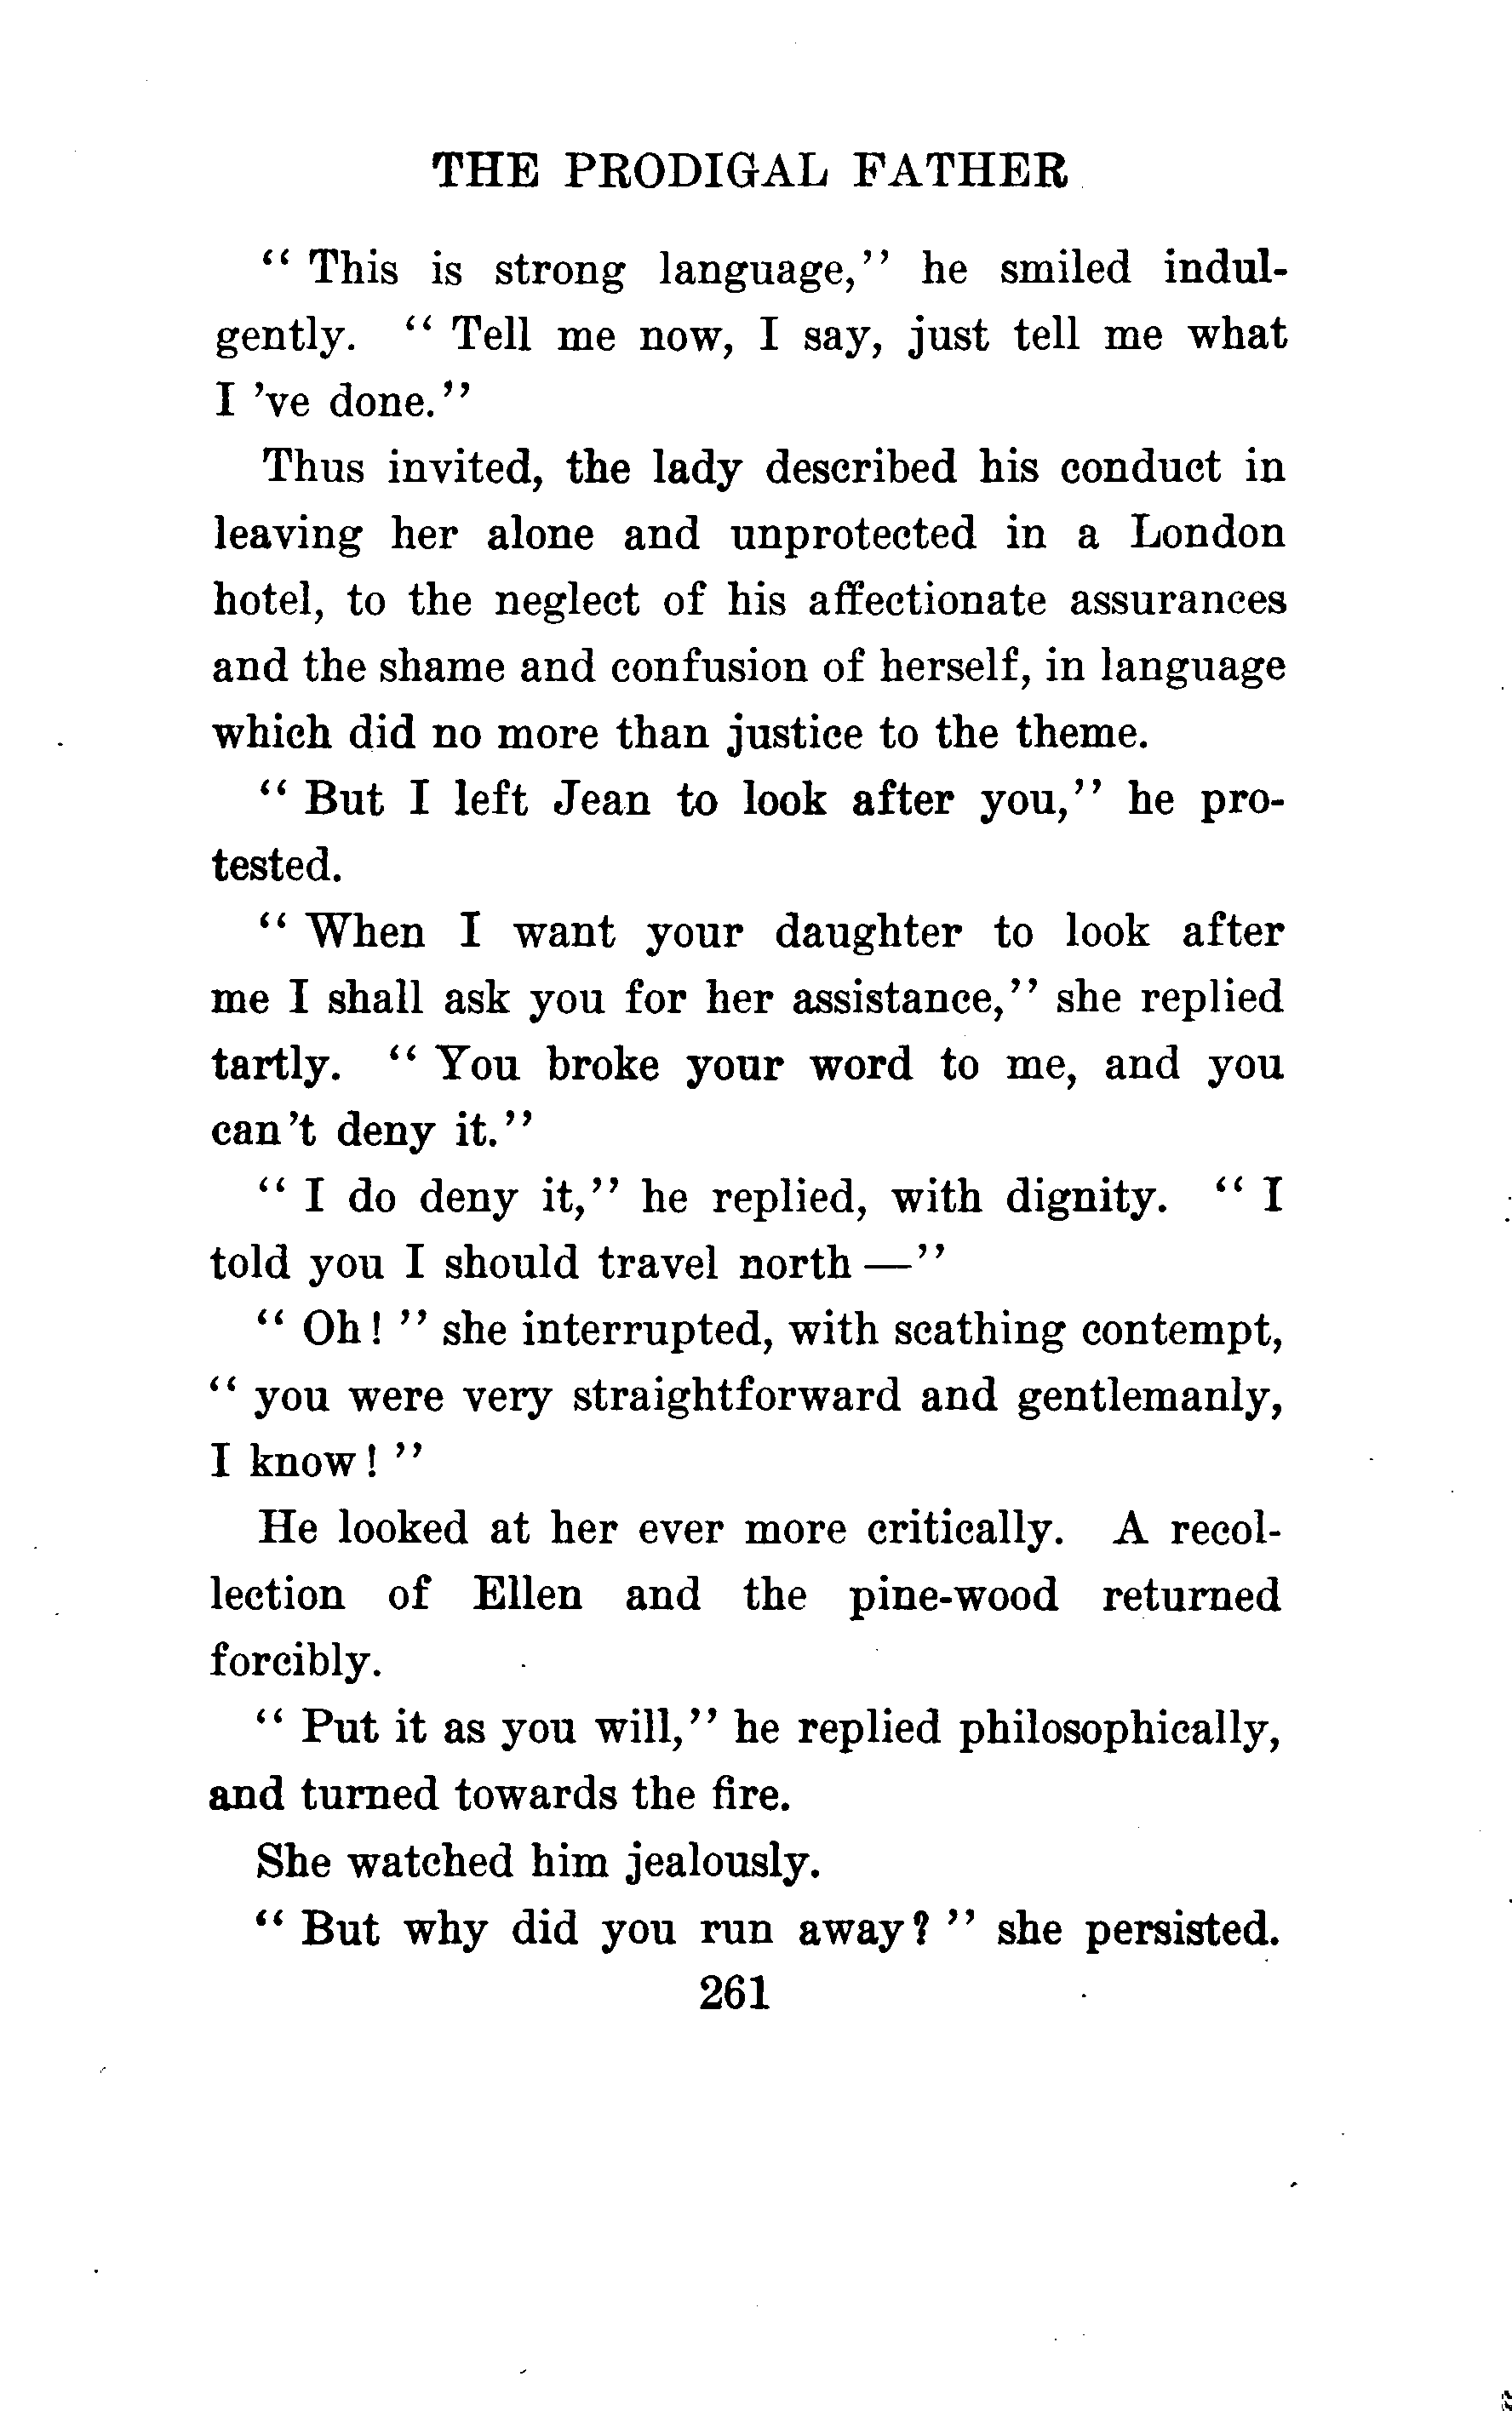 THE PRODIGAL FATHER
“ This is strong language,” he smiled indul-
gently. “ Tell me now, I say, just tell me what
I 've done.”
Thus invited, the lady described his conduct in
leaving her alone and unprotected in a London
hotel, to the neglect of his affectionate assurances
and the shame and confusion of herself, in language
which did no more than justice to the theme.
“ But I left Jean to look after you,” he pro-
tested.
“ When I want your daughter to look after
me I shall ask you for her assistance,” she replied
tartly. “ You broke your word to me, and you
can't deny it.”
“ I do deny it,” he replied, with dignity. “ I
told you I should travel north —”
“ Oh! ” she interrupted, with scathing contempt,
“ you were very straightforward and gentlemanly,
I know! ”
He looked at her ever more critically. A recol-
lection of Ellen and the pine-wood returned
forcibly.
“ Put it as you will,” he replied philosophically,
and turned towards the fire.
She watched him jealously.
“ But why did you run away? ” she persisted.
261